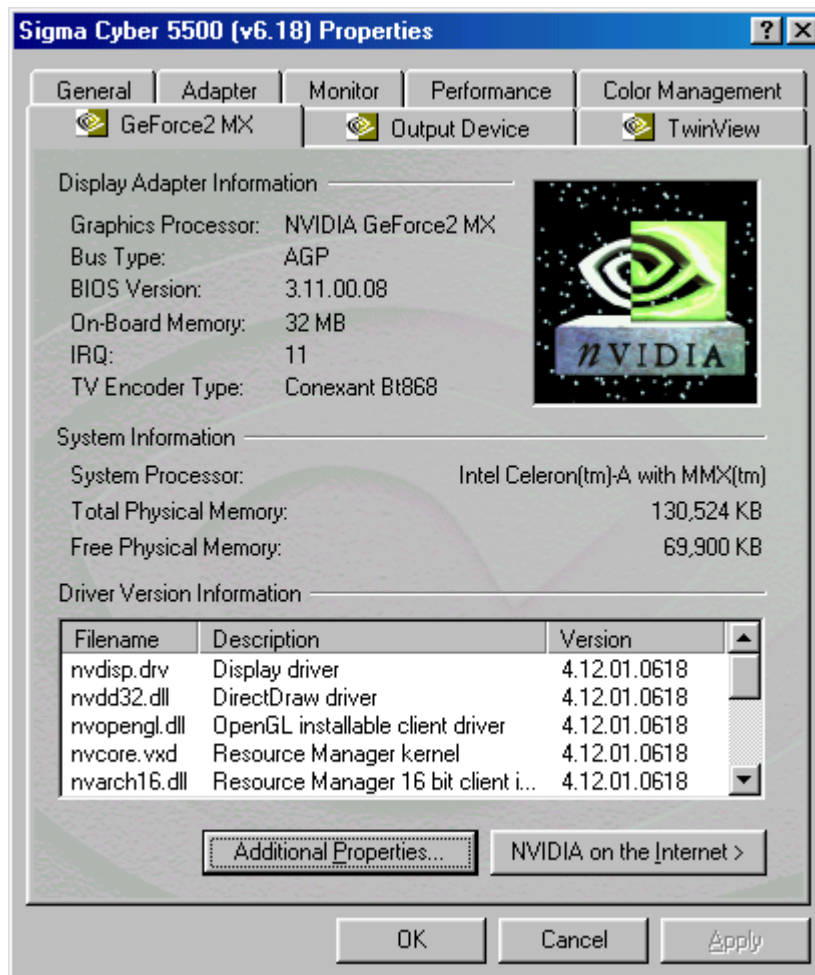 Sigma Cyber 5500 (v6.18) Properties
General Adapter Monitor Performance Color Management
GeForce2 MX Output Device TwinView
Display Adapter Information
Graphics Processor: NVIDIA GeForce2 MX
Bus Type: AGP
BIOS Version: 3.11.00.08
On-Board Memory: 32 MB
IRQ: 11
TV Encoder Type: Conexant Bt868
nVIDIA
System Information
System Processor: Intel Celeron(tm)-A with MMX(tm)
Total Physical Memory: 130,524 KB
Free Physical Memory: 69,900 KB
Driver Version Information
Filename Description Version
nvdisp.drv Display driver 4.12.01.0618
nvdd32.dll DirectDraw driver 4.12.01.0618
nvopengl.dll OpenGL installable client driver 4.12.01.0618
nvcore.vxd Resource Manager kernel 4.12.01.0618
nvarch16.dll Resource Manager 16 bit client i... 4.12.01.0618
Additional Properties... NVIDIA on the Internet >
OK Cancel Apply